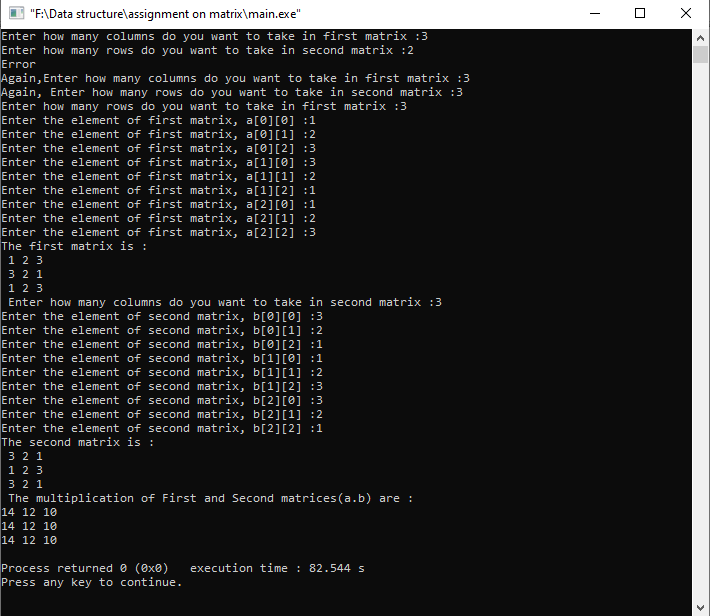 "F:\Data structure\assignment on matrix\main.exe"
Enter how many columns do you want to take in first matrix :3
Enter how many rows do you want to take in second matrix :2
Error
Again,Enter how many columns do you want to take in first matrix :3
Again, Enter how many rows do you want to take in second matrix :3
Enter how many rows do you want to take in first matrix :3
Enter the element of first matrix, a[0][0] :1
Enter the element of first matrix, a[0][1] :2
Enter the element of first matrix, a[0][2] :3
Enter the element of first matrix, a[1][0] :3
Enter the element of first matrix, a[1][1] :2
Enter the element of first matrix, a[1][2] :1
Enter the element of first matrix, a[2][0] :1
Enter the element of first matrix, a[2][1] :2
Enter the element of first matrix, a[2][2] :3
The first matrix is :
 1 2 3
 3 2 1
 1 2 3
 Enter how many columns do you want to take in second matrix :3
Enter the element of second matrix, b[0][0] :3
Enter the element of second matrix, b[0][1] :2
Enter the element of second matrix, b[0][2] :1
Enter the element of second matrix, b[1][0] :1
Enter the element of second matrix, b[1][1] :2
Enter the element of second matrix, b[1][2] :3
Enter the element of second matrix, b[2][0] :3
Enter the element of second matrix, b[2][1] :2
Enter the element of second matrix, b[2][2] :1
The second matrix is :
 3 2 1
 1 2 3
 3 2 1
 The multiplication of First and Second matrices(a.b) are :
14 12 10
14 12 10
14 12 10
Process returned 0 (0x0)   execution time : 82.544 s
Press any key to continue.